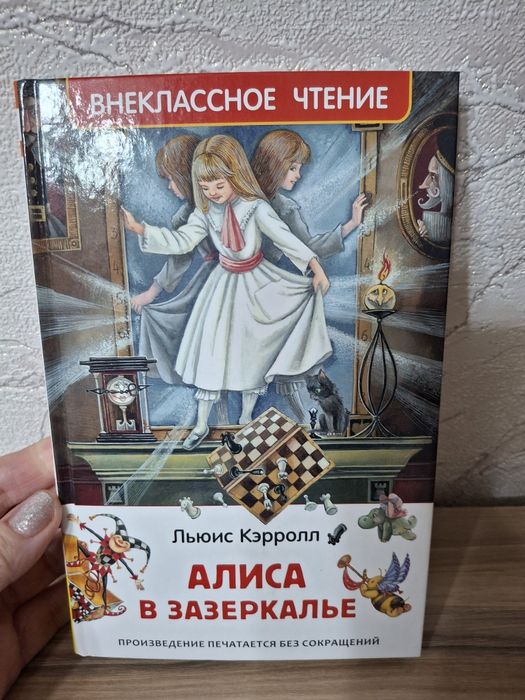 ВНЕКЛАССНОЕ ЧТЕНИЕ
Льюис Кэрролл
АЛИСА
В ЗАЗЕРКАЛЬЕ
ПРОИЗВЕДЕНИЕ ПЕЧАТАЕТСЯ БЕЗ СОКРАЩЕНИЙ